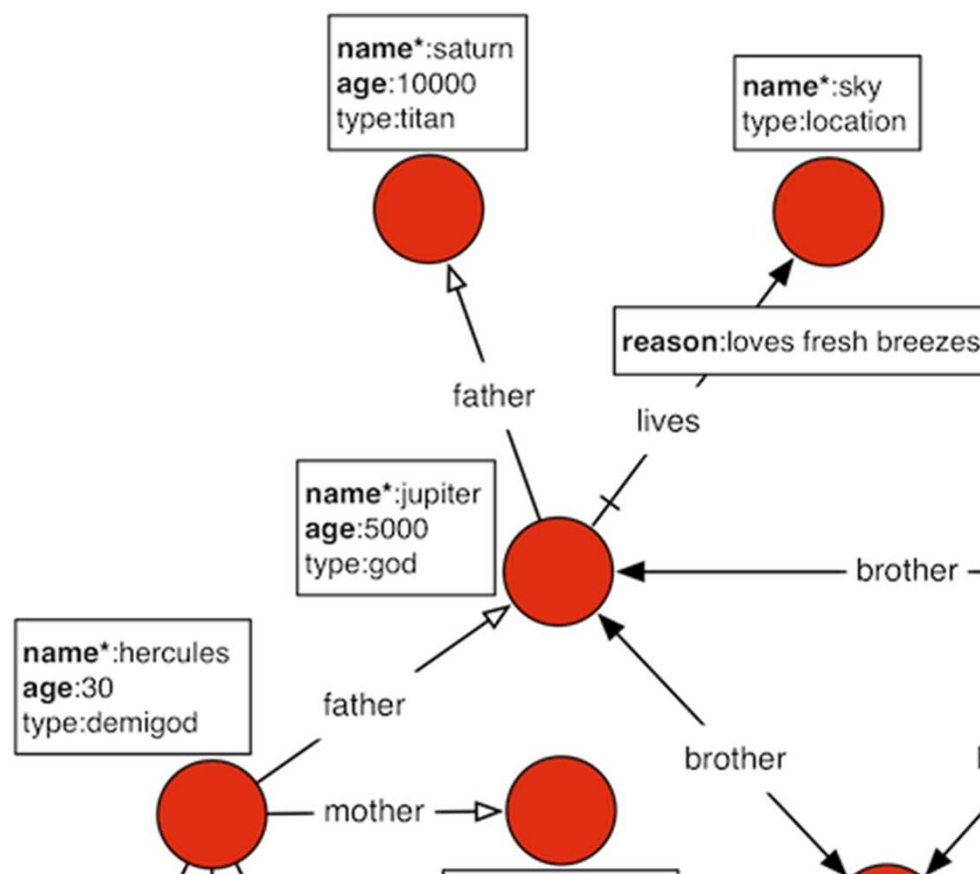 name*:saturn
age:10000
type:titan
name*:sky
type:location
reason:loves fresh breezes
father
lives
name*:jupiter
age:5000
type:god
brother
name*:hercules
age:30
type:demigod
father
brother
mother